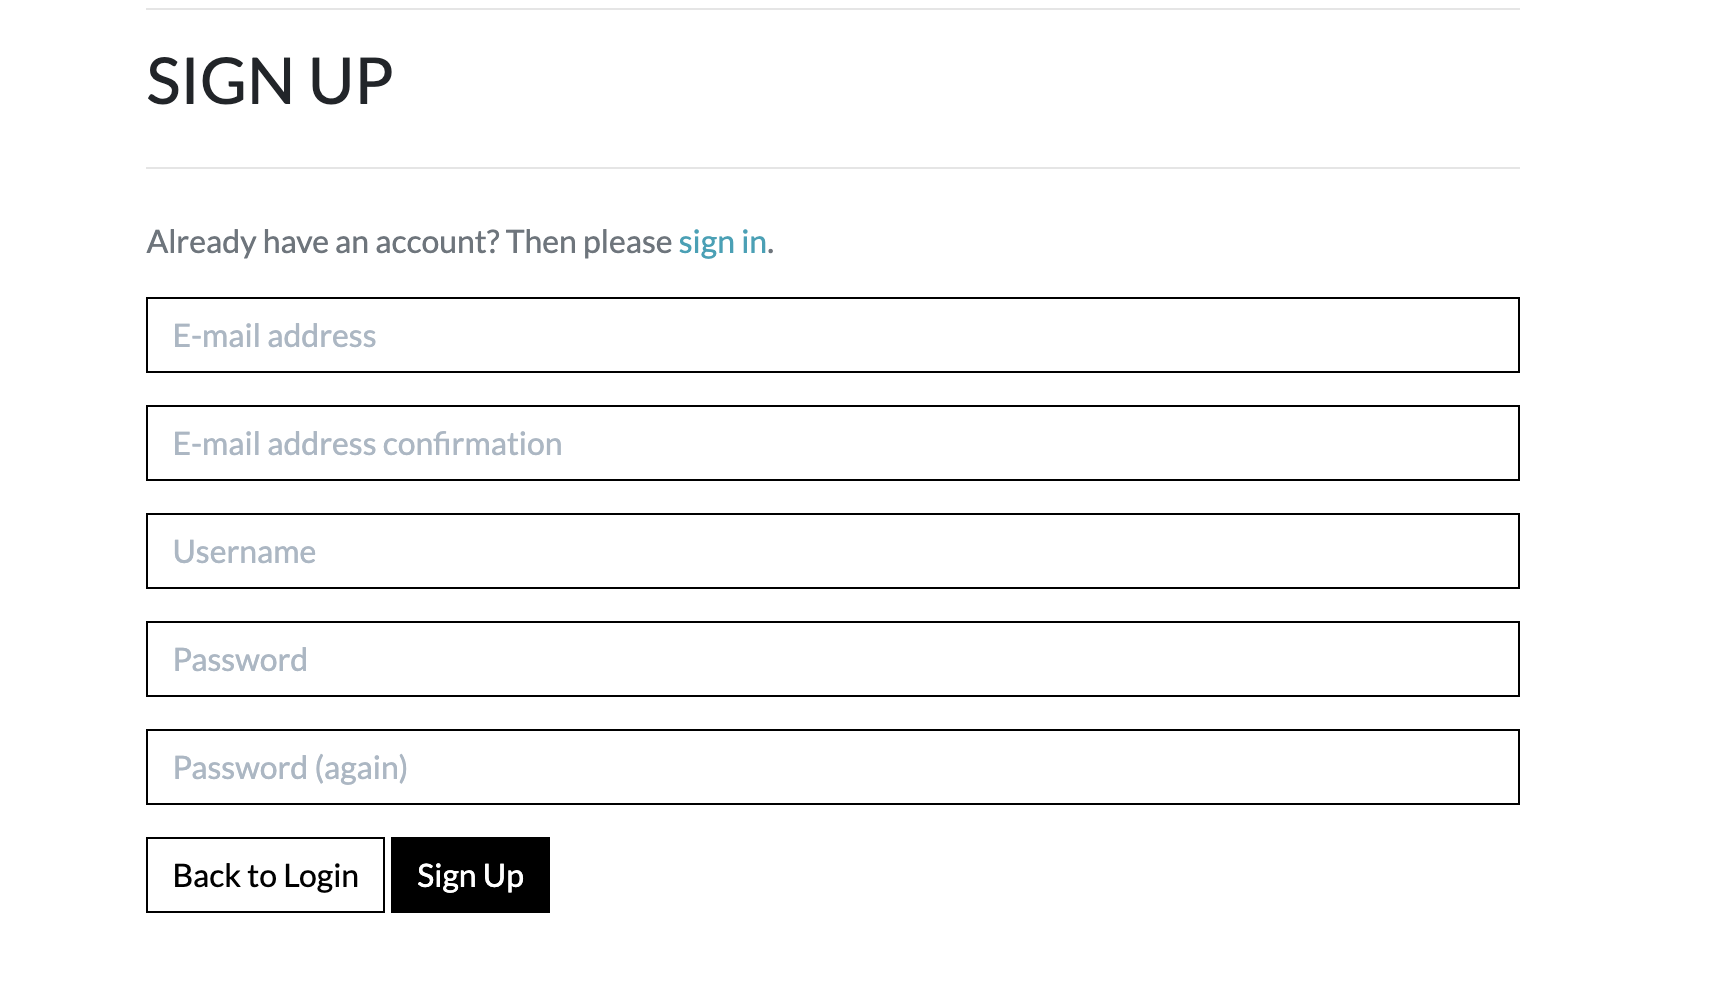 SIGN UP
Already have an account? Then please sign in.
E-mail address
E-mail address confirmation
Username
Password
Password (again)
Back to Login Sign Up